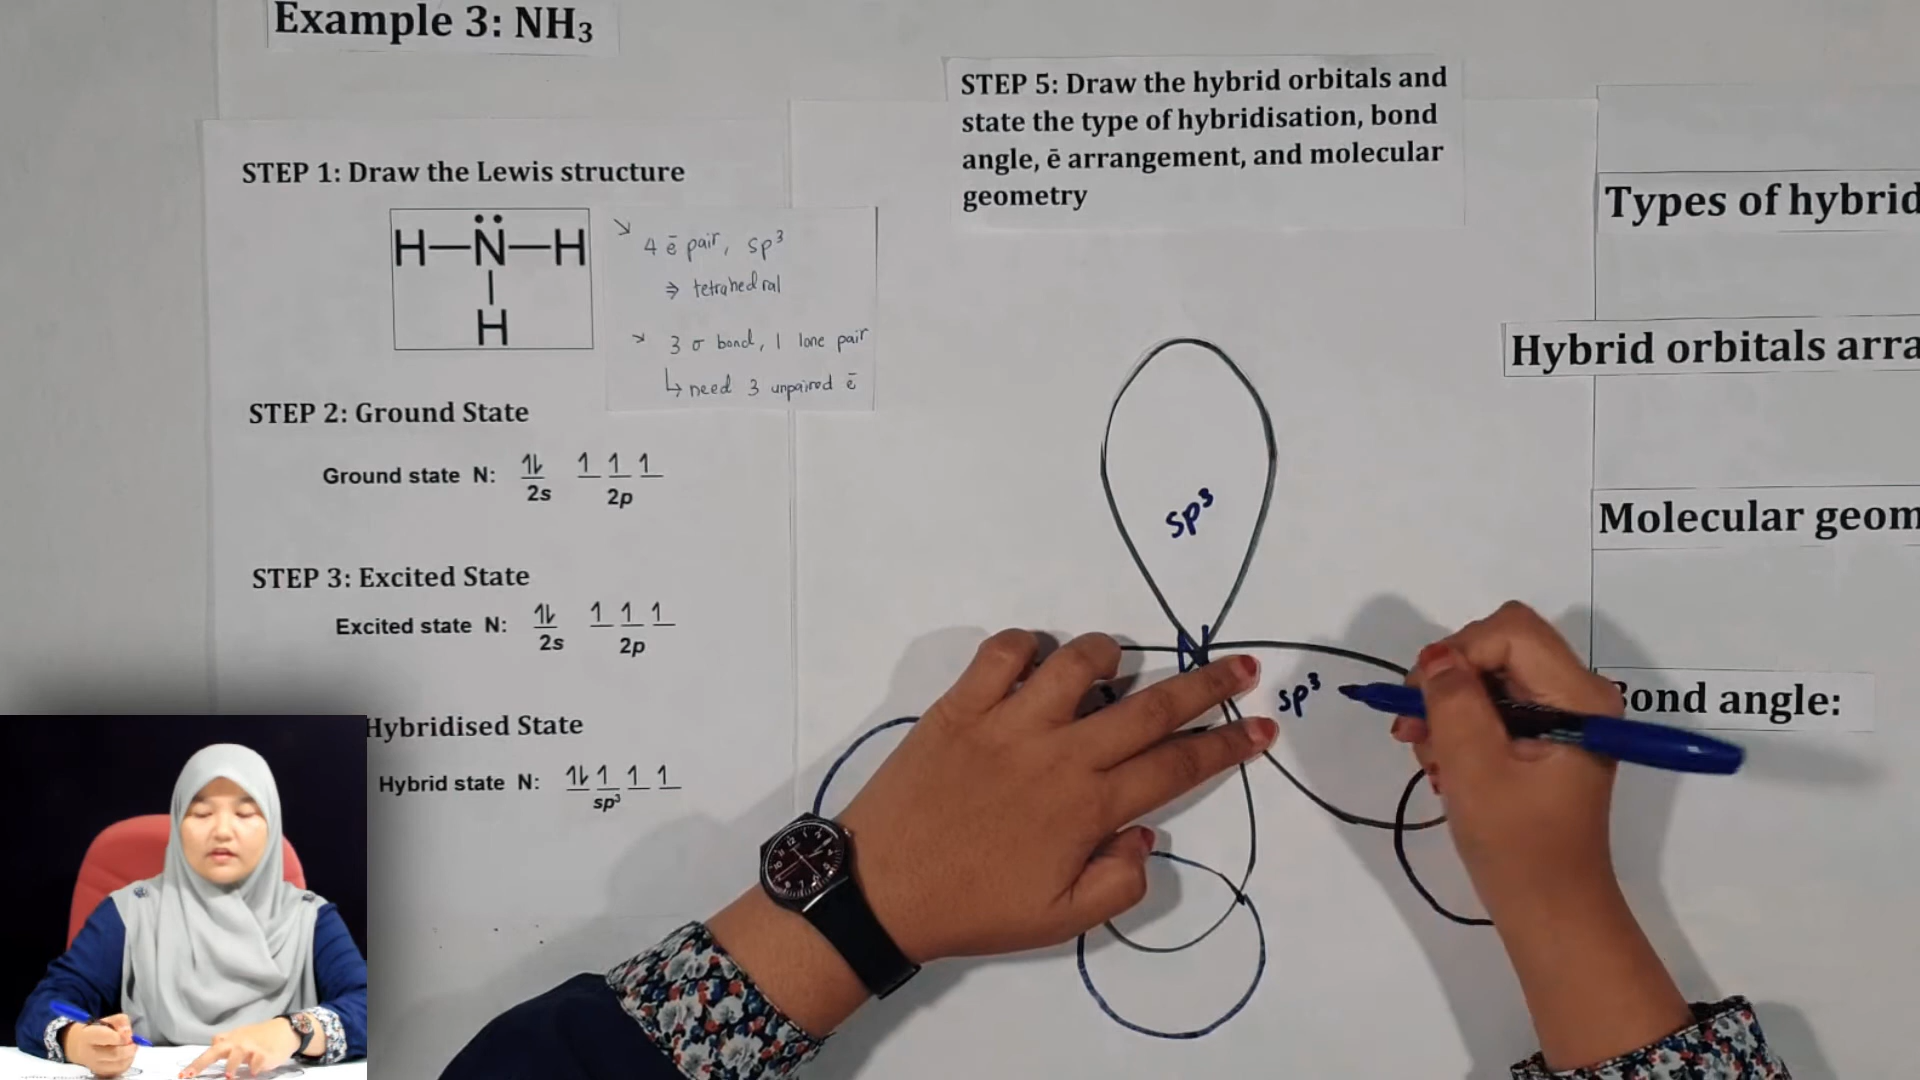 Example 3: NH₃
STEP 1: Draw the Lewis structure
H—N̈—H
H
4 ē pair, sp³
⇒ tetrahedral
3 σ bond, 1 lone pair
↳ need 3 unpaired ē
STEP 2: Ground State
Ground state N: 1⇂ 1 1 1
2s 2p
STEP 3: Excited State
Excited state N: 1⇂ 1 1 1
2s 2p
Hybridised State
Hybrid state N: 1⇂ 1 1 1
sp³
STEP 5: Draw the hybrid orbitals and
state the type of hybridisation, bond
angle, ē arrangement, and molecular
geometry
sp³
N
sp³
Types of hybrid
Hybrid orbitals arra
Molecular geom
Bond angle: